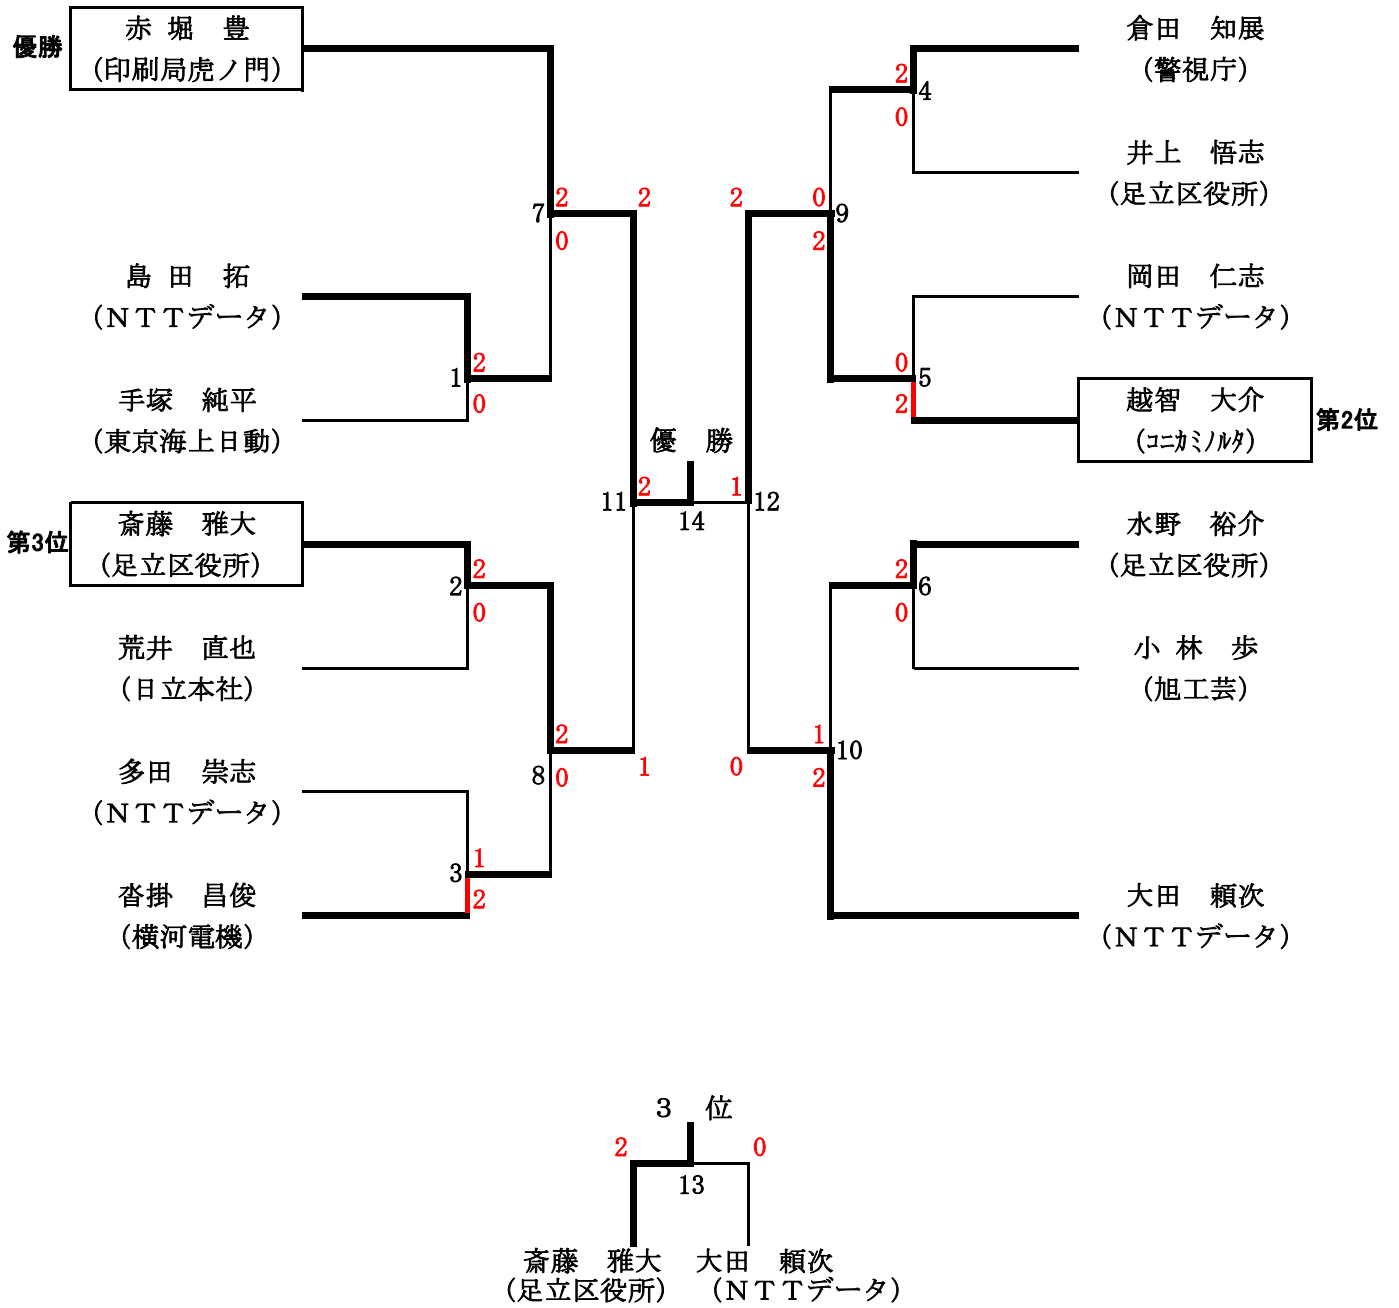 優勝
赤 堀　豊
(印刷局虎ノ門)
島 田　拓
(ＮＴＴデータ)
手塚　純平
(東京海上日動)
第3位
斎藤　雅大
(足立区役所)
荒井　直也
(日立本社)
多田　崇志
(ＮＴＴデータ)
沓掛　昌俊
(横河電機)
7
2
0
1
2
0
2
2
0
8
2
0
3
1
2
2
11
2
1
優　勝
14
2
1
12
0
0
9
2
1
10
2
2
4
0
0
5
2
2
6
0
倉田　知展
(警視庁)
井上　悟志
(足立区役所)
岡田　仁志
(ＮＴＴデータ)
越智　大介
(ｺﾆｶﾐﾉﾙﾀ)
第2位
水野　裕介
(足立区役所)
小 林　歩
(旭工芸)
大田　頼次
(ＮＴＴデータ)
３　位
2
0
13
斎藤　雅大
(足立区役所)
大田　頼次
(ＮＴＴデータ)